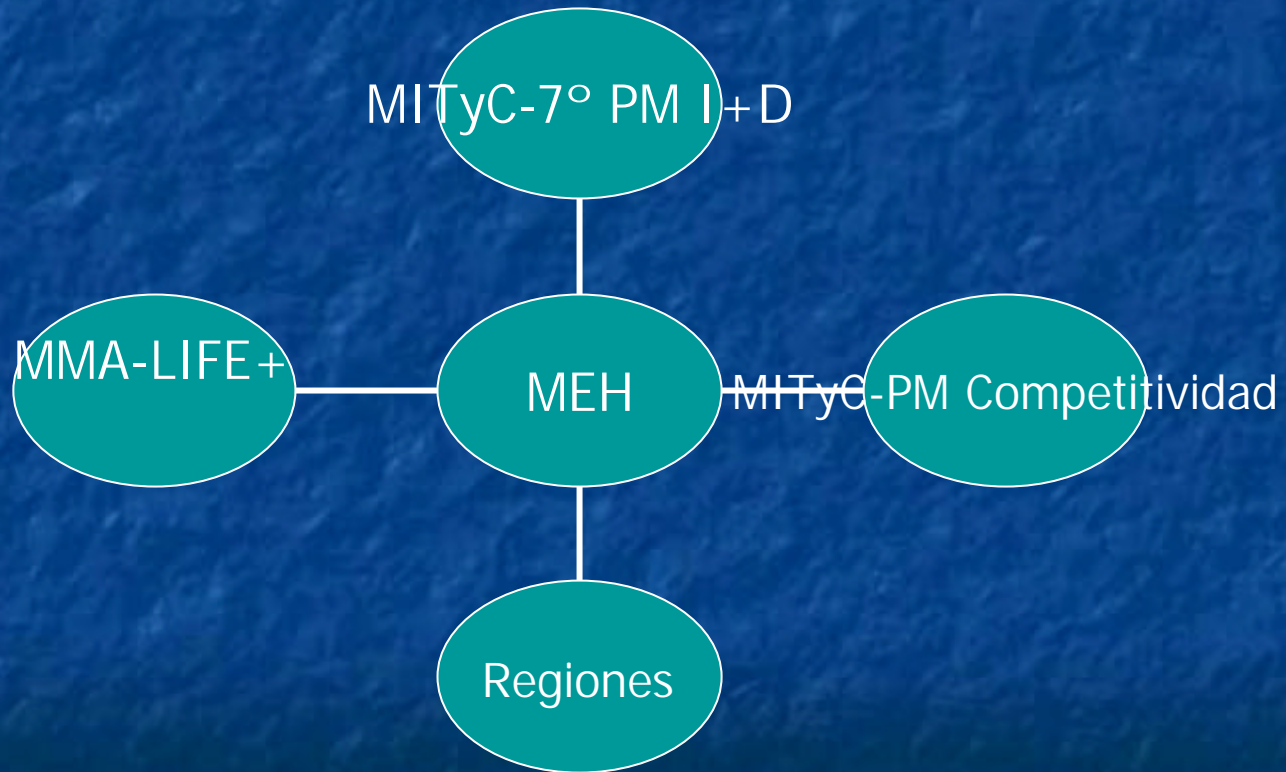 MITyC-7º PM I+D
MMA-LIFE+
MEH
MITyC-PM Competitividad
Regiones